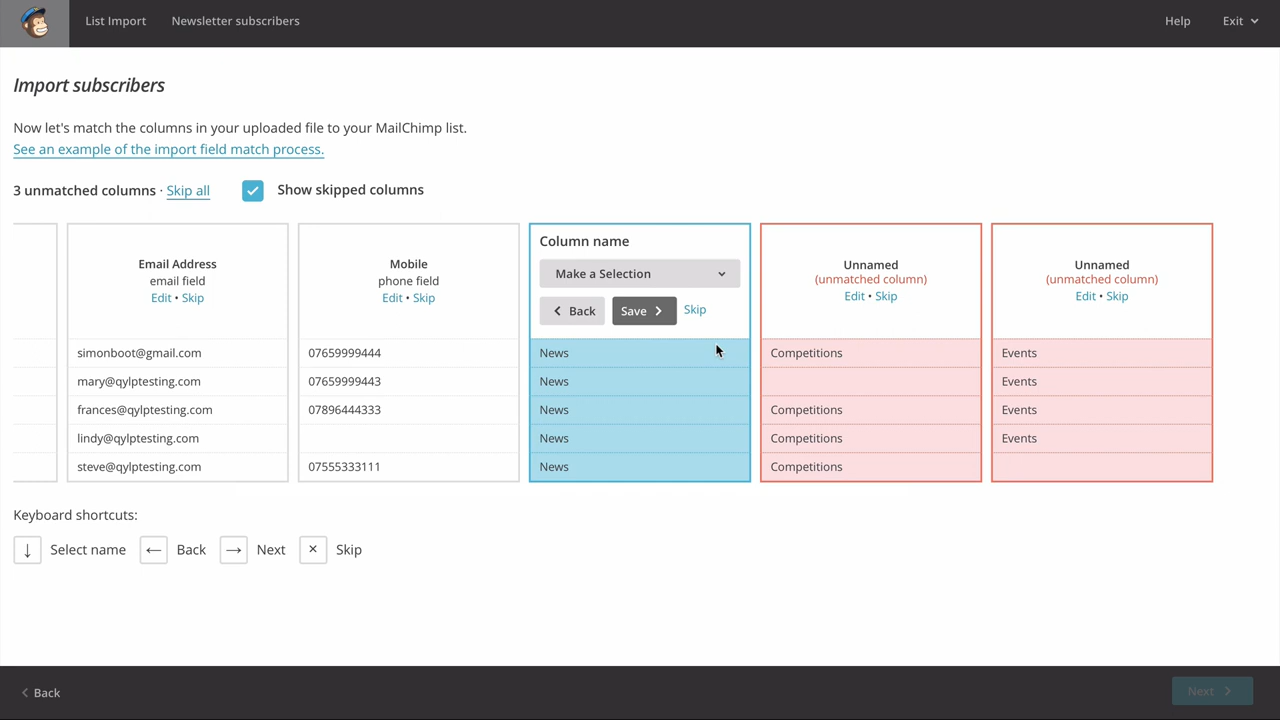 List Import
Newsletter subscribers
Help
Exit
Import subscribers
Now let's match the columns in your uploaded file to your MailChimp list.
See an example of the import field match process.
3 unmatched columns · Skip all
Show skipped columns
Email Address
email field
Edit • Skip
simonboot@gmail.com
mary@qylptesting.com
frances@qylptesting.com
lindy@qylptesting.com
steve@qylptesting.com
Mobile
phone field
Edit • Skip
07659999444
07659999443
07896444333
07555333111
Column name
Make a Selection
Back
Save
Skip
News
News
News
News
News
Unnamed
(unmatched column)
Edit • Skip
Competitions
Competitions
Competitions
Competitions
Unnamed
(unmatched column)
Edit • Skip
Events
Events
Events
Events
Keyboard shortcuts:
↓ Select name ← Back → Next × Skip
Back
Next